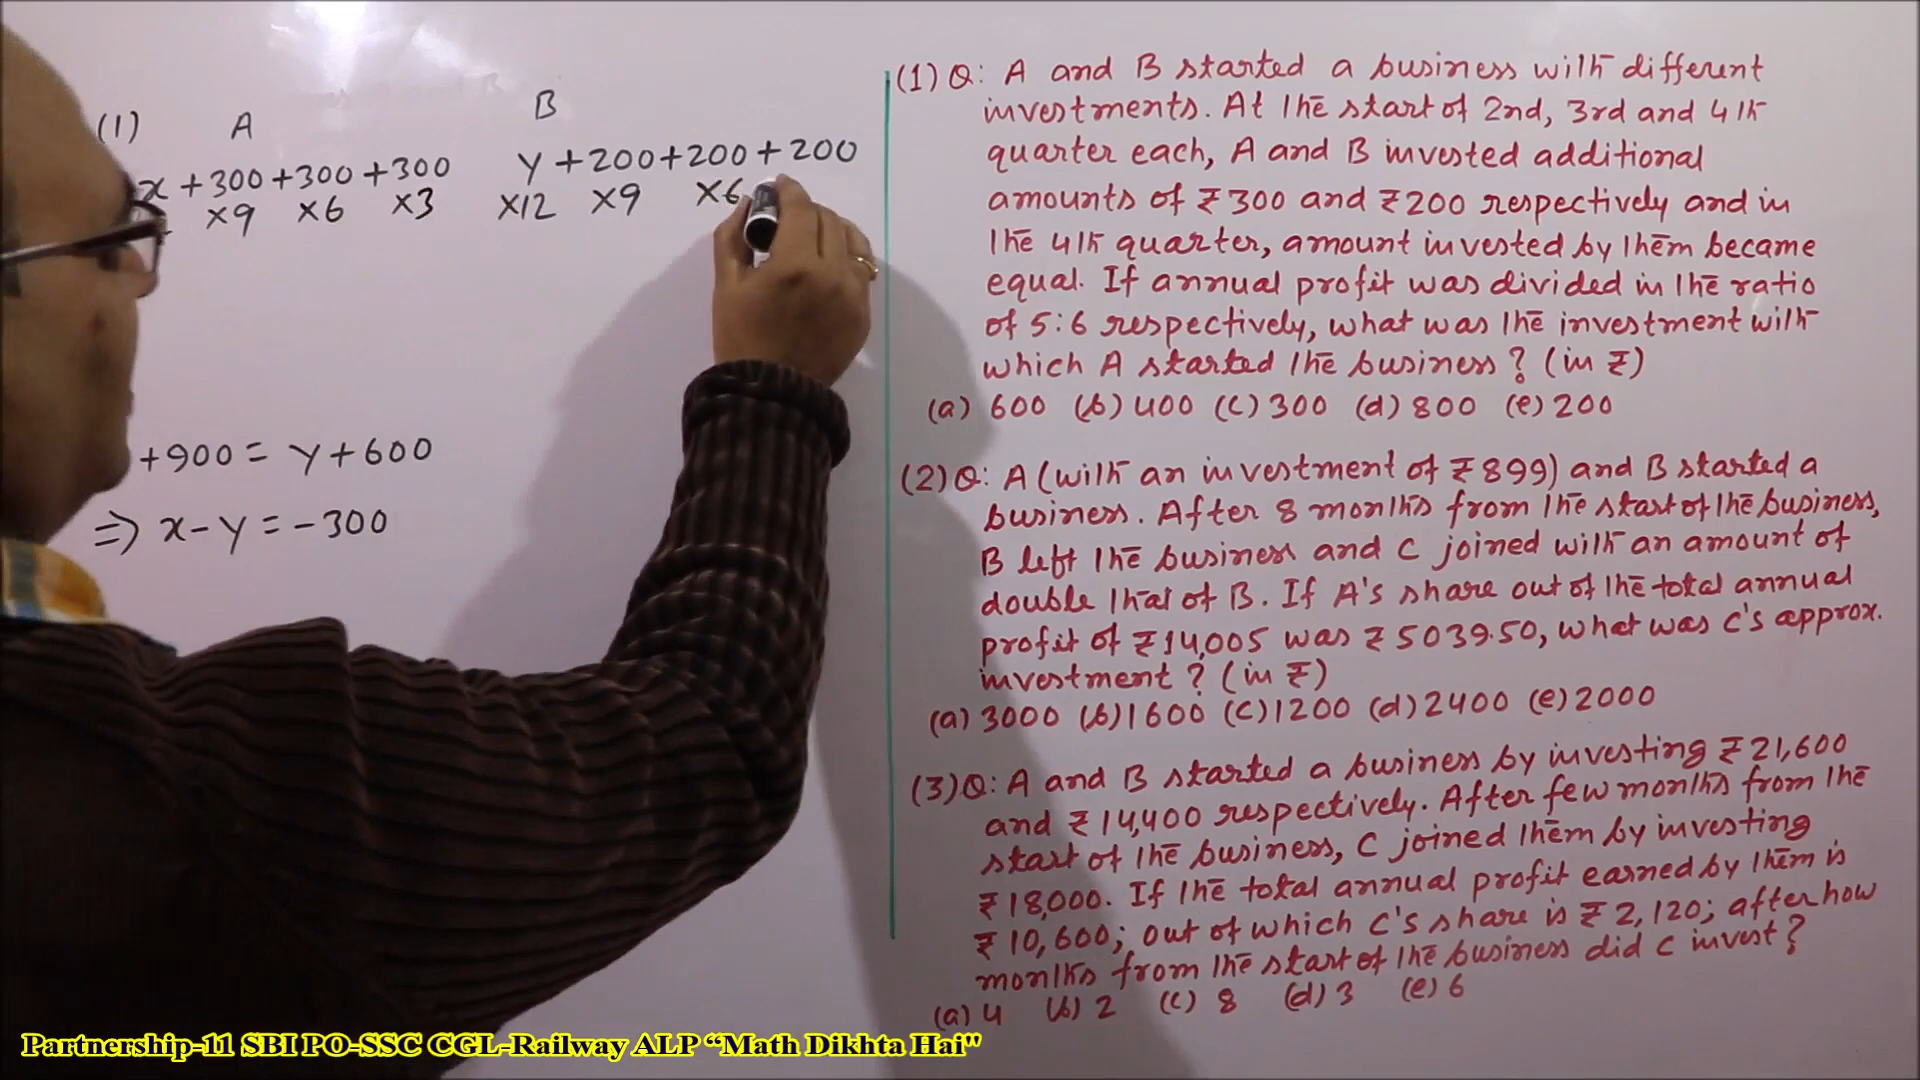 (1) A B
x +300+300+300 y+200+200+200
x9 x6 x3 x12 x9 x6
+900 = y+600
⇒ x-y = -300
(1)Q: A and B started a business with different
investments. At the start of 2nd, 3rd and 4th
quarter each, A and B invested additional
amounts of ₹300 and ₹200 respectively and in
the 4th quarter, amount invested by them became
equal. If annual profit was divided in the ratio
of 5:6 respectively, what was the investment with
which A started the business? (in ₹)
(a) 600 (b) 400 (c) 300 (d) 800 (e) 200
(2)Q: A (with an investment of ₹899) and B started a
business. After 8 months from the start of the business,
B left the business and C joined with an amount of
double that of B. If A's share out of the total annual
profit of ₹14,005 was ₹5039.50, what was C's approx.
investment? (in ₹)
(a) 3000 (b) 1600 (c) 1200 (d) 2400 (e) 2000
(3)Q: A and B started a business by investing ₹21,600
and ₹14,400 respectively. After few months from the
start of the business, C joined them by investing
₹18,000. If the total annual profit earned by them is
₹10,600; out of which C's share is ₹2,120; after how
months from the start of the business did C invest?
(a) 4 (b) 2 (c) 8 (d) 3 (e) 6
Partnership-11 SBI PO-SSC CGL-Railway ALP “Math Dikhta Hai"